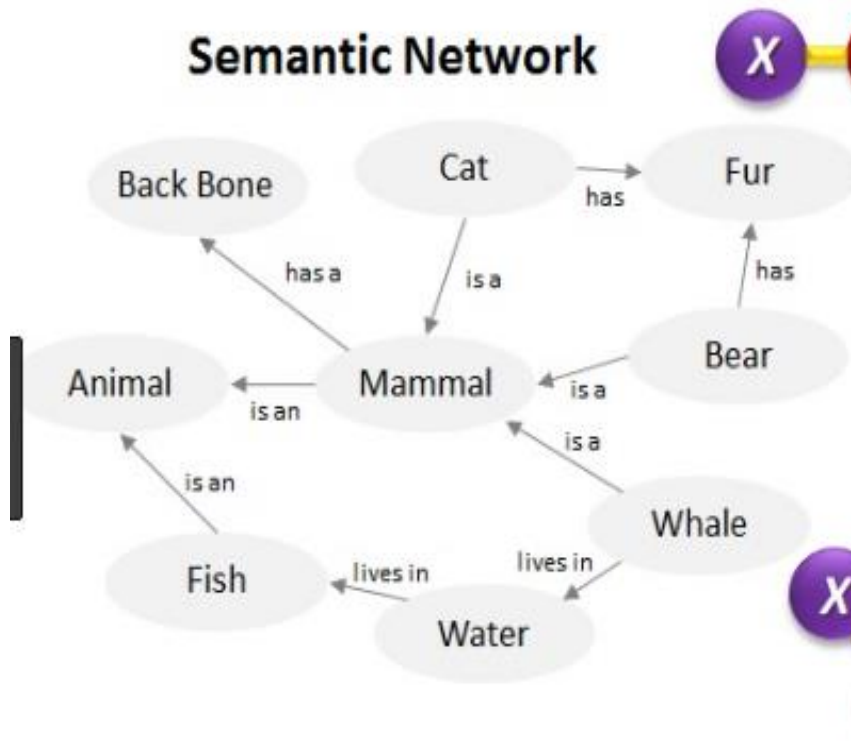 Semantic Network
X
Back Bone
Cat
has
Fur
has a
is a
has
Animal
is an
Mammal
is a
Bear
is a
is an
Whale
Fish
lives in
lives in
Water
X